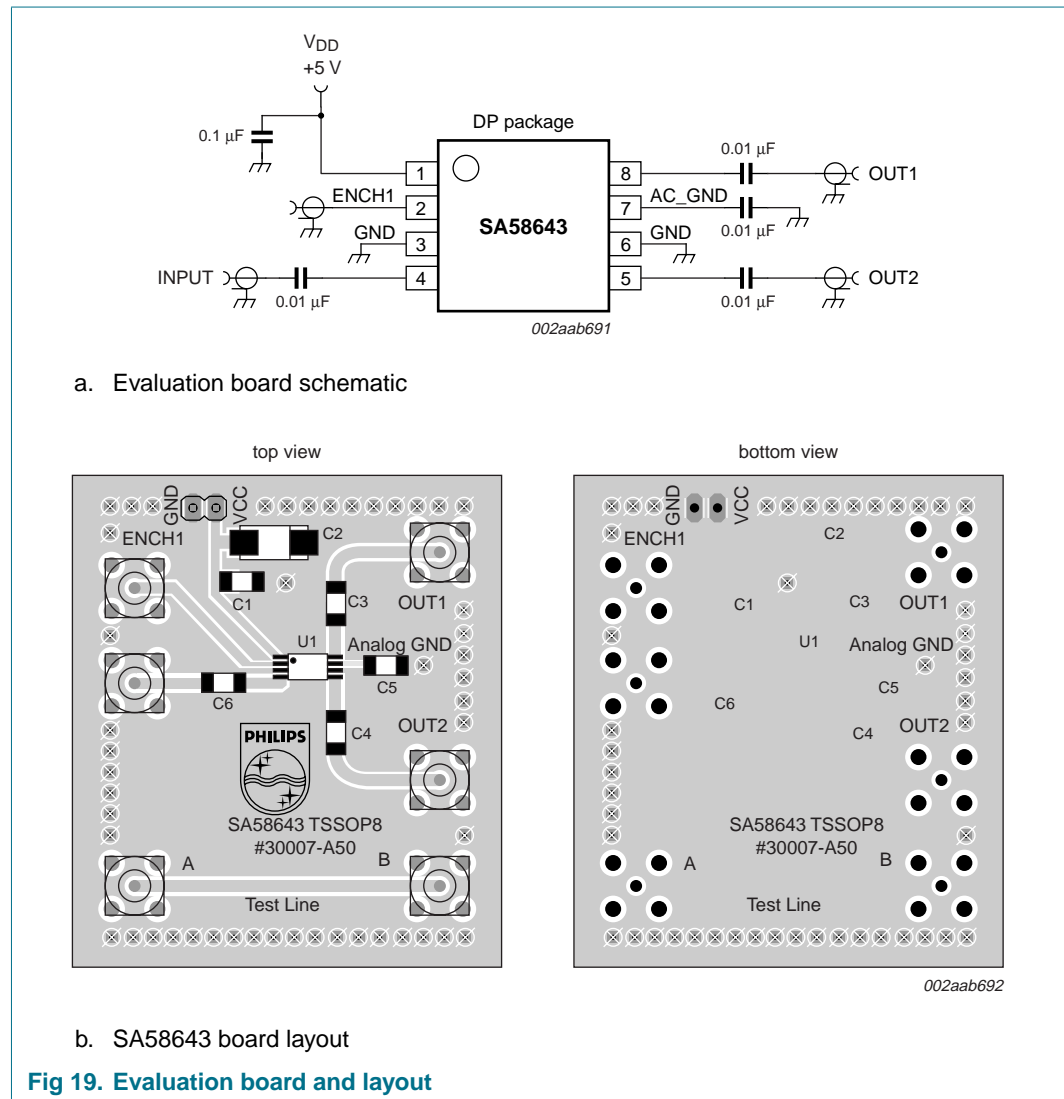 VDD
+5 V
0.1 μF
DP package
0.01 μF
1
8
OUT1
ENCH1
2
7
AC_GND
0.01 μF
GND
3
SA58643
6
GND
INPUT
0.01 μF
4
5
0.01 μF
OUT2
002aab691
a. Evaluation board schematic
top view
GND
VCC
ENCH1
C2
C1
C3
OUT1
U1
Analog GND
C5
C6
C4
OUT2
PHILIPS
SA58643 TSSOP8
#30007-A50
A
B
Test Line
bottom view
GND
VCC
ENCH1
C2
C1
C3
OUT1
U1
Analog GND
C5
C6
C4
OUT2
SA58643 TSSOP8
#30007-A50
A
B
Test Line
002aab692
b. SA58643 board layout
Fig 19. Evaluation board and layout